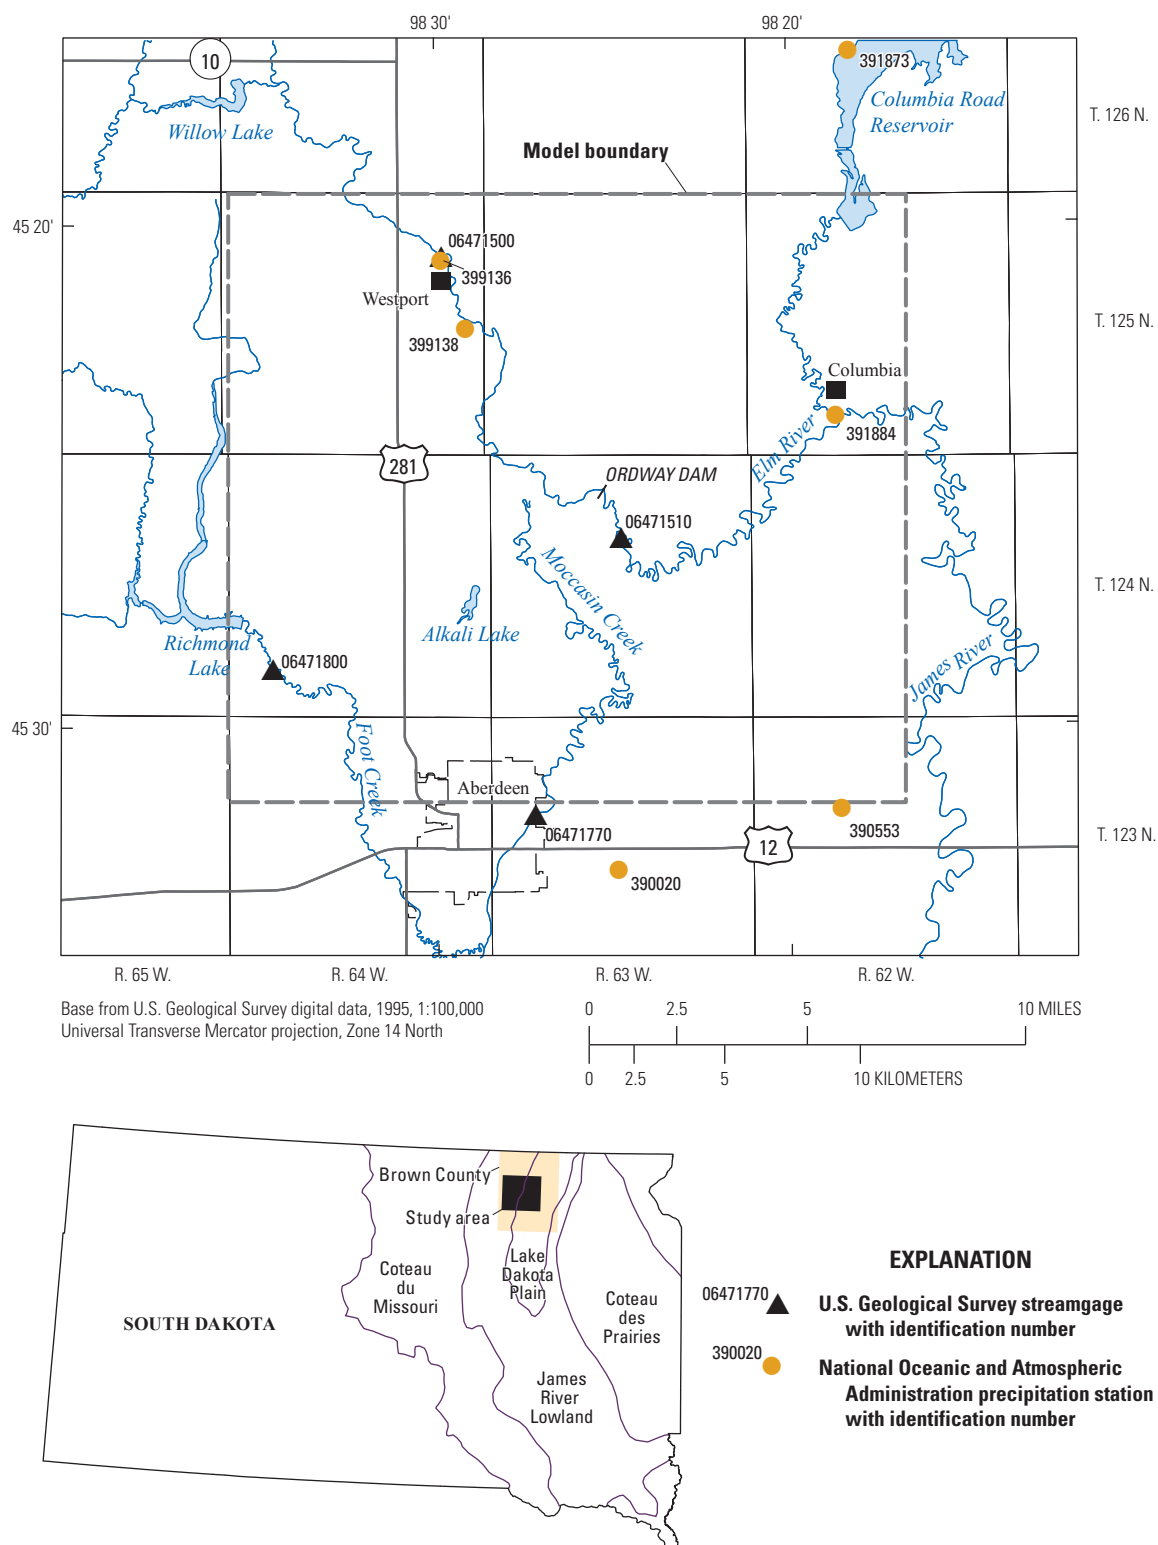 98 30'
98 20'
10
391873
Columbia Road
Reservoir
T. 126 N.
Willow Lake
Model boundary
45 20'
06471500
399136
Westport
399138
T. 125 N.
Columbia
391884
Elm River
281
ORDWAY DAM
06471510
Moccasin Creek
T. 124 N.
Alkali Lake
Richmond
Lake
06471800
James River
45 30'
Foot Creek
Aberdeen
06471770
390553
12
T. 123 N.
390020
R. 65 W.
R. 64 W.
R. 63 W.
R. 62 W.
Base from U.S. Geological Survey digital data, 1995, 1:100,000
Universal Transverse Mercator projection, Zone 14 North
0 2.5 5 10 MILES
0 2.5 5 10 KILOMETERS
Brown County
Study area
Lake
Dakota
Plain
Coteau
du
Missouri
Coteau
des
Prairies
SOUTH DAKOTA
James
River
Lowland
EXPLANATION
06471770
U.S. Geological Survey streamgage
with identification number
390020
National Oceanic and Atmospheric
Administration precipitation station
with identification number